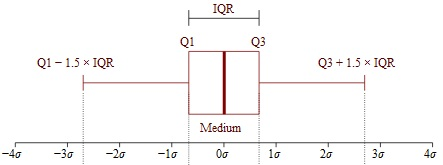 IQR
Q1 Q3
Q1 − 1.5 × IQR Q3 + 1.5 × IQR
Medium
−4σ −3σ −2σ −1σ 0σ 1σ 2σ 3σ 4σ